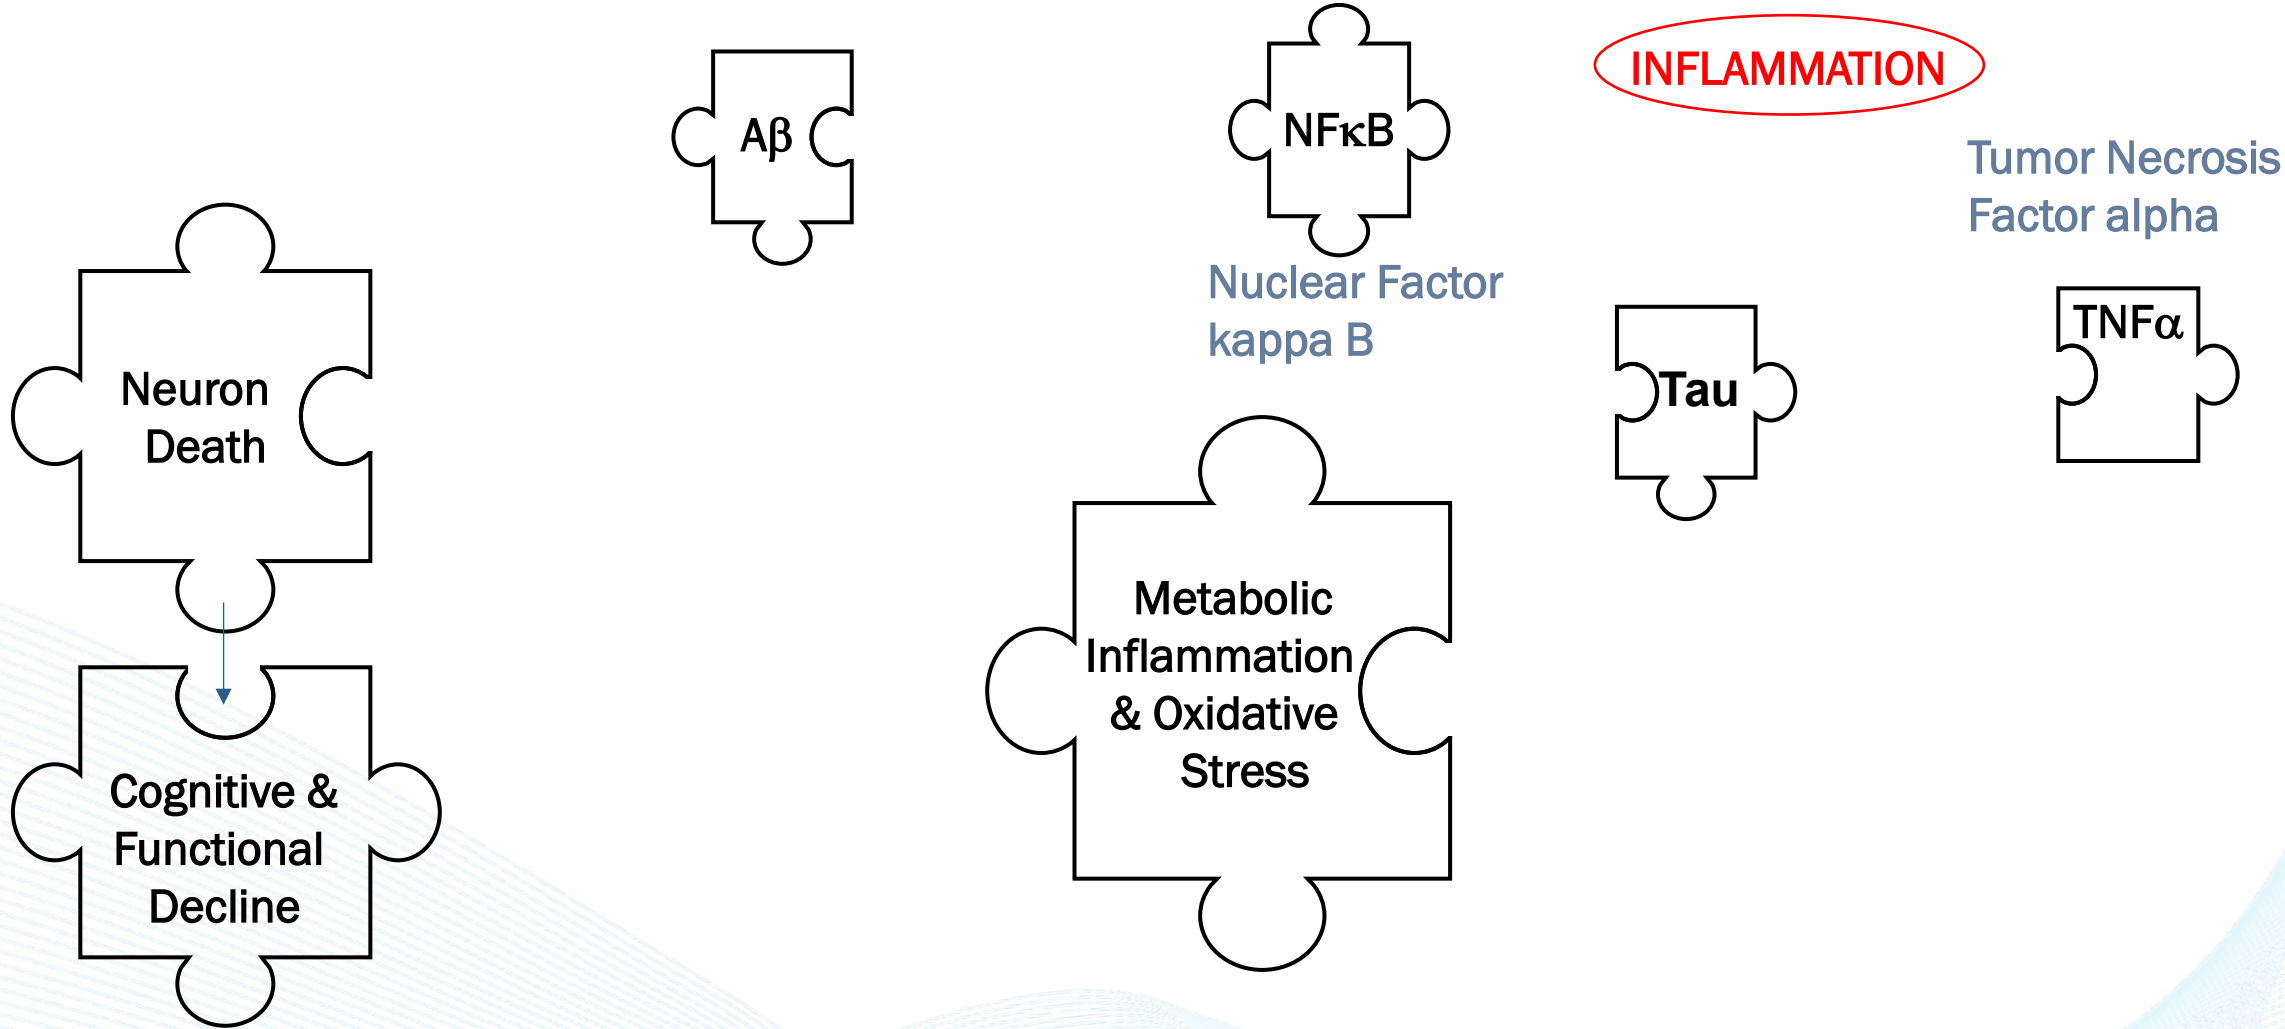 Aβ
NFκB
Nuclear Factor
kappa B
INFLAMMATION
Tumor Necrosis
Factor alpha
TNFα
Tau
Neuron
Death
Metabolic
Inflammation
& Oxidative
Stress
Cognitive &
Functional
Decline